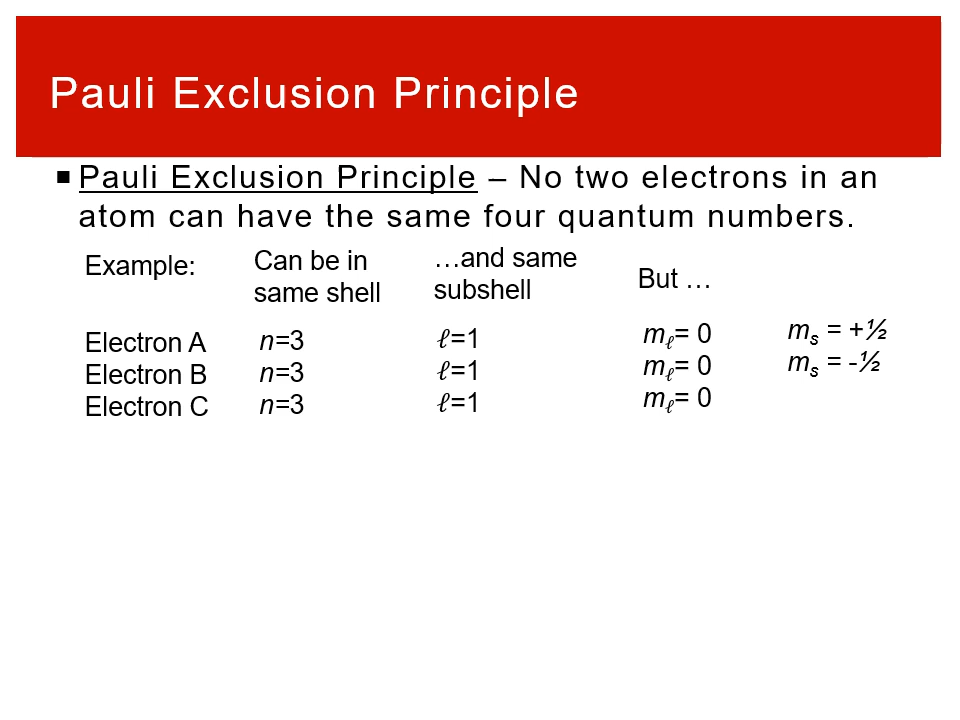 Pauli Exclusion Principle
▪ Pauli Exclusion Principle – No two electrons in an
atom can have the same four quantum numbers.
Example: Can be in same shell …and same subshell But …
Electron A n=3 ℓ=1 mℓ= 0 ms = +½
Electron B n=3 ℓ=1 mℓ= 0 ms = -½
Electron C n=3 ℓ=1 mℓ= 0